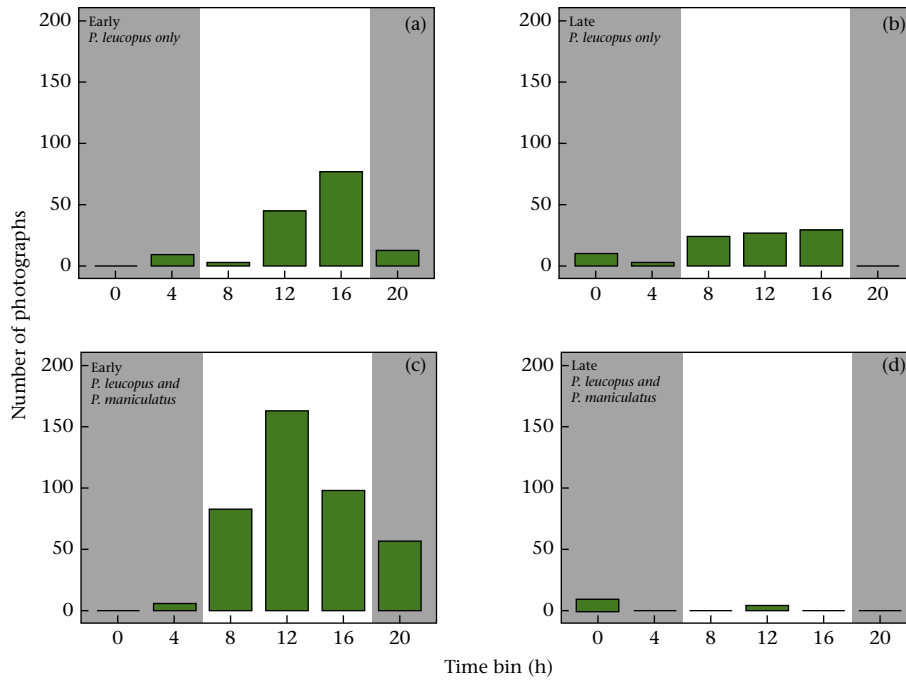 Number of photographs
Early
P. leucopus only
(a)
200
150
100
50
0
0 4 8 12 16 20
Late
P. leucopus only
(b)
200
150
100
50
0
0 4 8 12 16 20
Early
P. leucopus and
P. maniculatus
(c)
200
150
100
50
0
0 4 8 12 16 20
Late
P. leucopus and
P. maniculatus
(d)
200
150
100
50
0
0 4 8 12 16 20
Time bin (h)